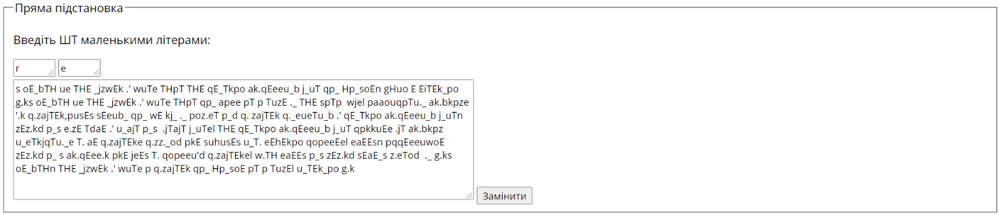 Пряма підстановка
Введіть ШТ маленькими літерами:
r e
s oE_bTH ue THE _jzwEk .' wuTe THpT THE qE_Tkpo ak.qEeeu_b j_uT qp_ Hp_soEn gHuo E EiTEk_po
g.ks oE_bTH ue THE _jzwEk .' wuTe THpT qp_ apee pT p TuzE ._ THE spTp  wjel paaouqpTu._ ak.bkpze
'.k q.zajTEk,pusEs sEeub_ qp_ wE kj_ ._ poz.eT p_d q. zajTEk q._eueTu_b .' qE_Tkpo ak.qEeeu_b j_uTn
zEz.kd p_s e.zE TdaE .' u_ajT p_s  .jTajT j_uTel THE qE_Tkpo ak.qEeeu_b j_uT qpkkuEe .jT ak.bkpz
u_eTkjqTu._e T. aE q.zajTEke q.zz._od pkE suhusEs u_T. eEhEkpo qopeeEel eaEEsn pqqEeeuwoE
zEz.kd p_ s ak.qEee.k pkE jeEs T. qopeeu'd q.zajTEkel w.TH eaEEs p_s zEz.kd sEaE_s z.eTod  ._ g.ks
oE_bTHn THE _jzwEk .' wuTe p q.zajTEk qp_ Hp_soE pT p TuzEl u_TEk_po g.k
Замінити